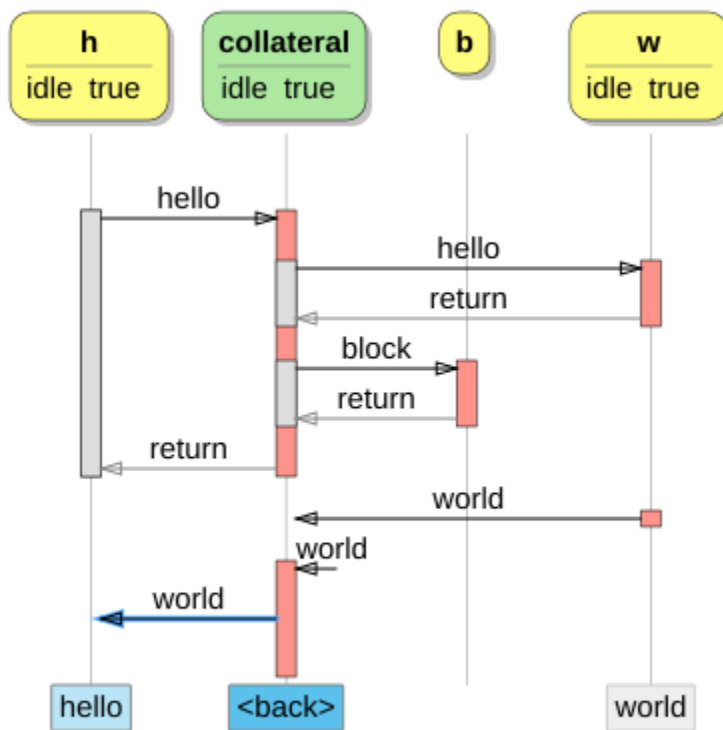 h
collateral
b
w
idle true
idle true
idle true
hello
hello
return
block
return
return
world
world
world
hello
<back>
world